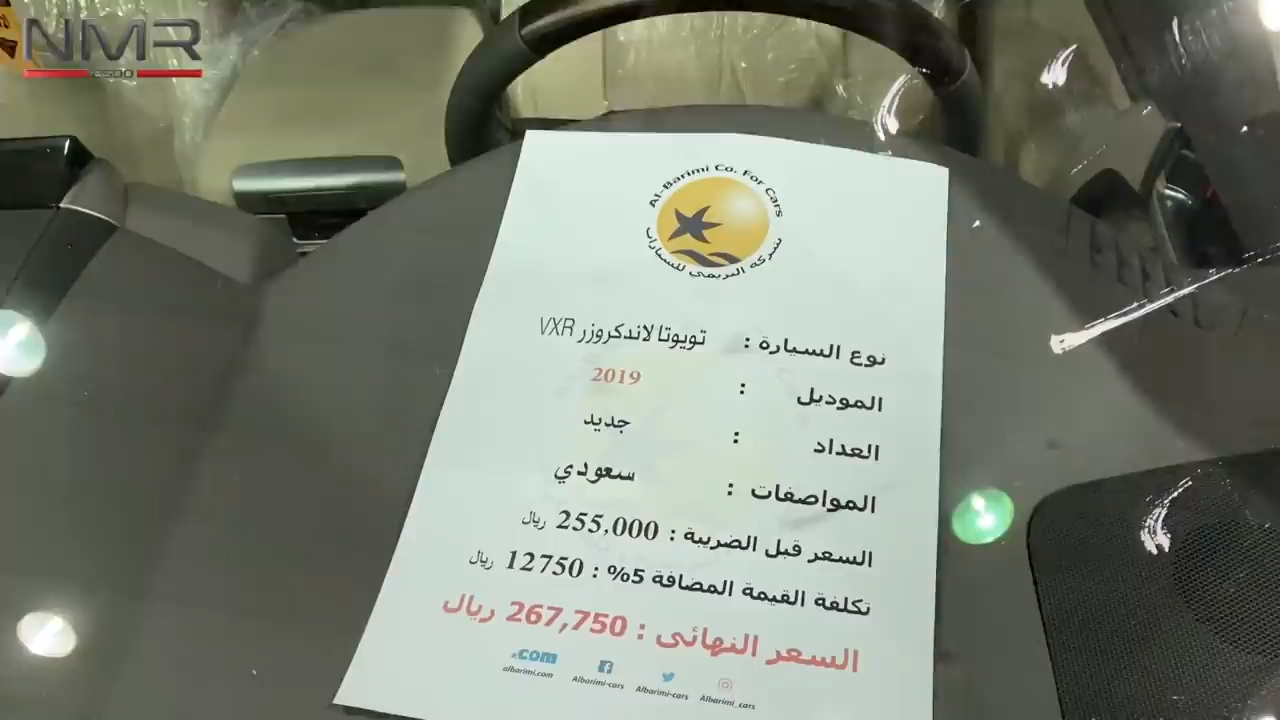 NMR
Al-Barimi Co. For Cars
شركة البريمي للسيارات
نوع السيارة : تويوتا لاندكروزر VXR
الموديل : 2019
العداد : جديد
المواصفات : سعودي
السعر قبل الضريبة : 255,000 ريال
تكلفة القيمة المضافة 5% : 12750 ريال
السعر النهائى : 267,750 ريال
.com
albarimi.com Albarimi-cars Albarimi-cars Albarimi_cars